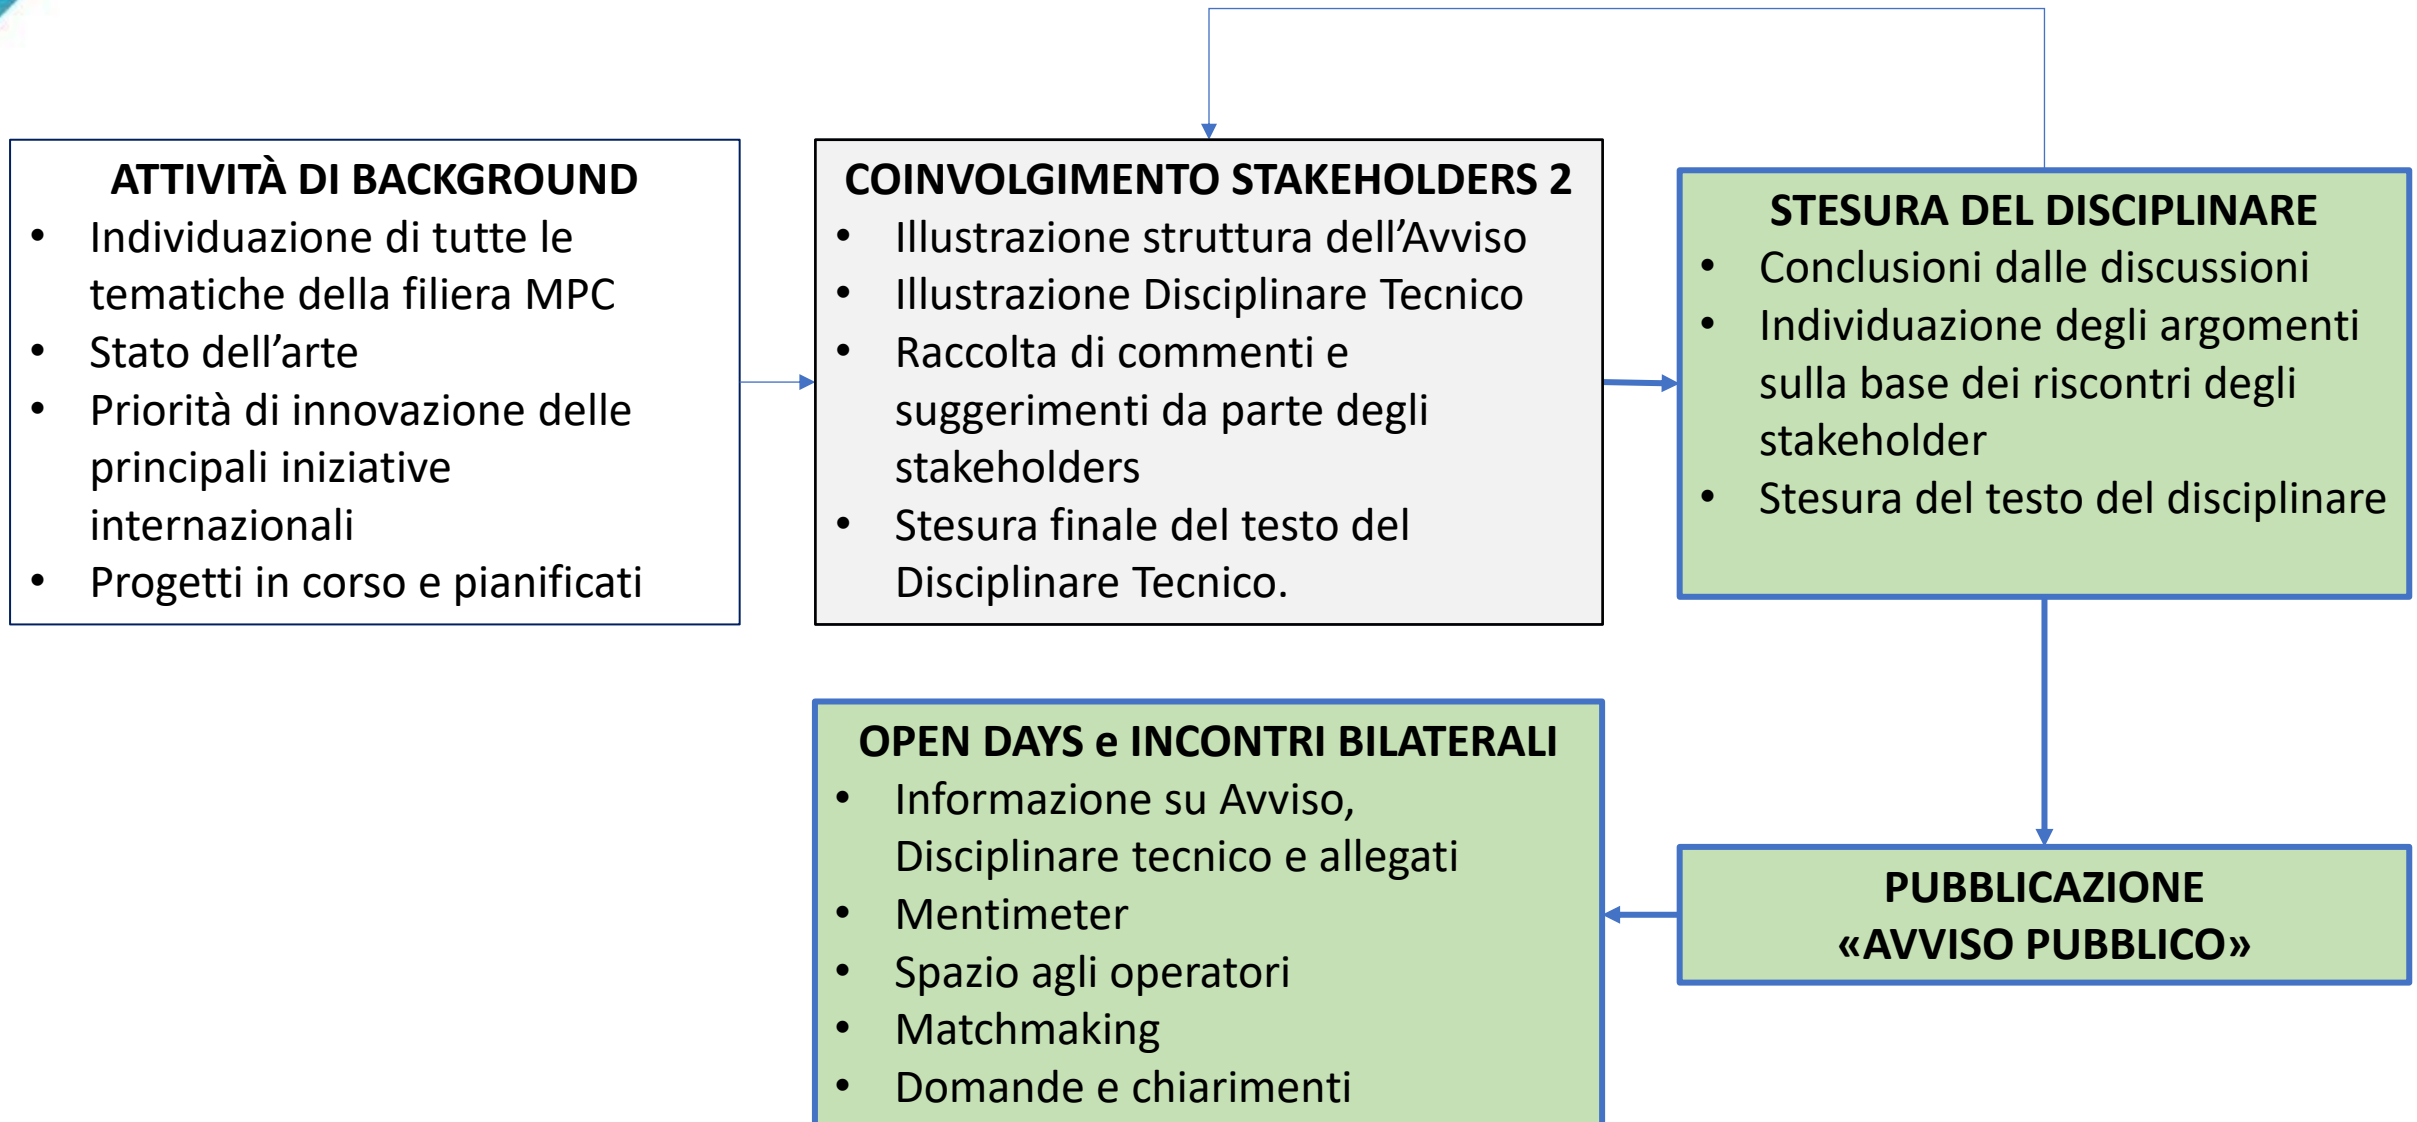 ATTIVITÀ DI BACKGROUND
• Individuazione di tutte le
tematiche della filiera MPC
• Stato dell’arte
• Priorità di innovazione delle
principali iniziative
internazionali
• Progetti in corso e pianificati
COINVOLGIMENTO STAKEHOLDERS 2
• Illustrazione struttura dell’Avviso
• Illustrazione Disciplinare Tecnico
• Raccolta di commenti e
suggerimenti da parte degli
stakeholders
• Stesura finale del testo del
Disciplinare Tecnico.
STESURA DEL DISCIPLINARE
• Conclusioni dalle discussioni
• Individuazione degli argomenti
sulla base dei riscontri degli
stakeholder
• Stesura del testo del disciplinare
PUBBLICAZIONE
«AVVISO PUBBLICO»
OPEN DAYS e INCONTRI BILATERALI
• Informazione su Avviso,
Disciplinare tecnico e allegati
• Mentimeter
• Spazio agli operatori
• Matchmaking
• Domande e chiarimenti